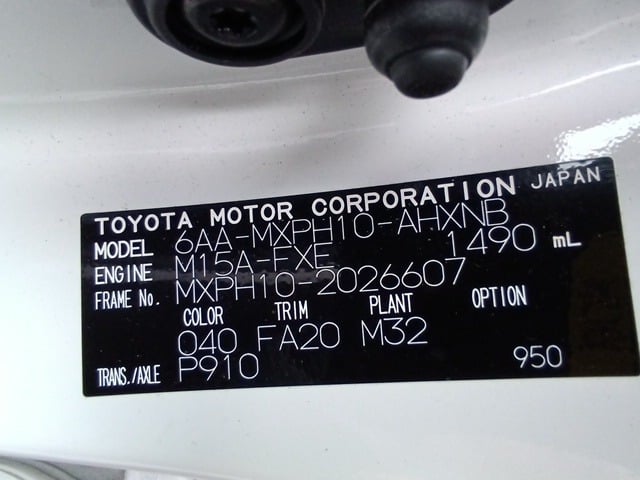 TOYOTA MOTOR CORPORATION JAPAN
MODEL 6AA-MXPH10-AHXNB
ENGINE M15A-FXE 1490 mL
FRAME No. MXPH10-2026607
COLOR TRIM PLANT OPTION
040 FA20 M32
TRANS./AXLE P910 950